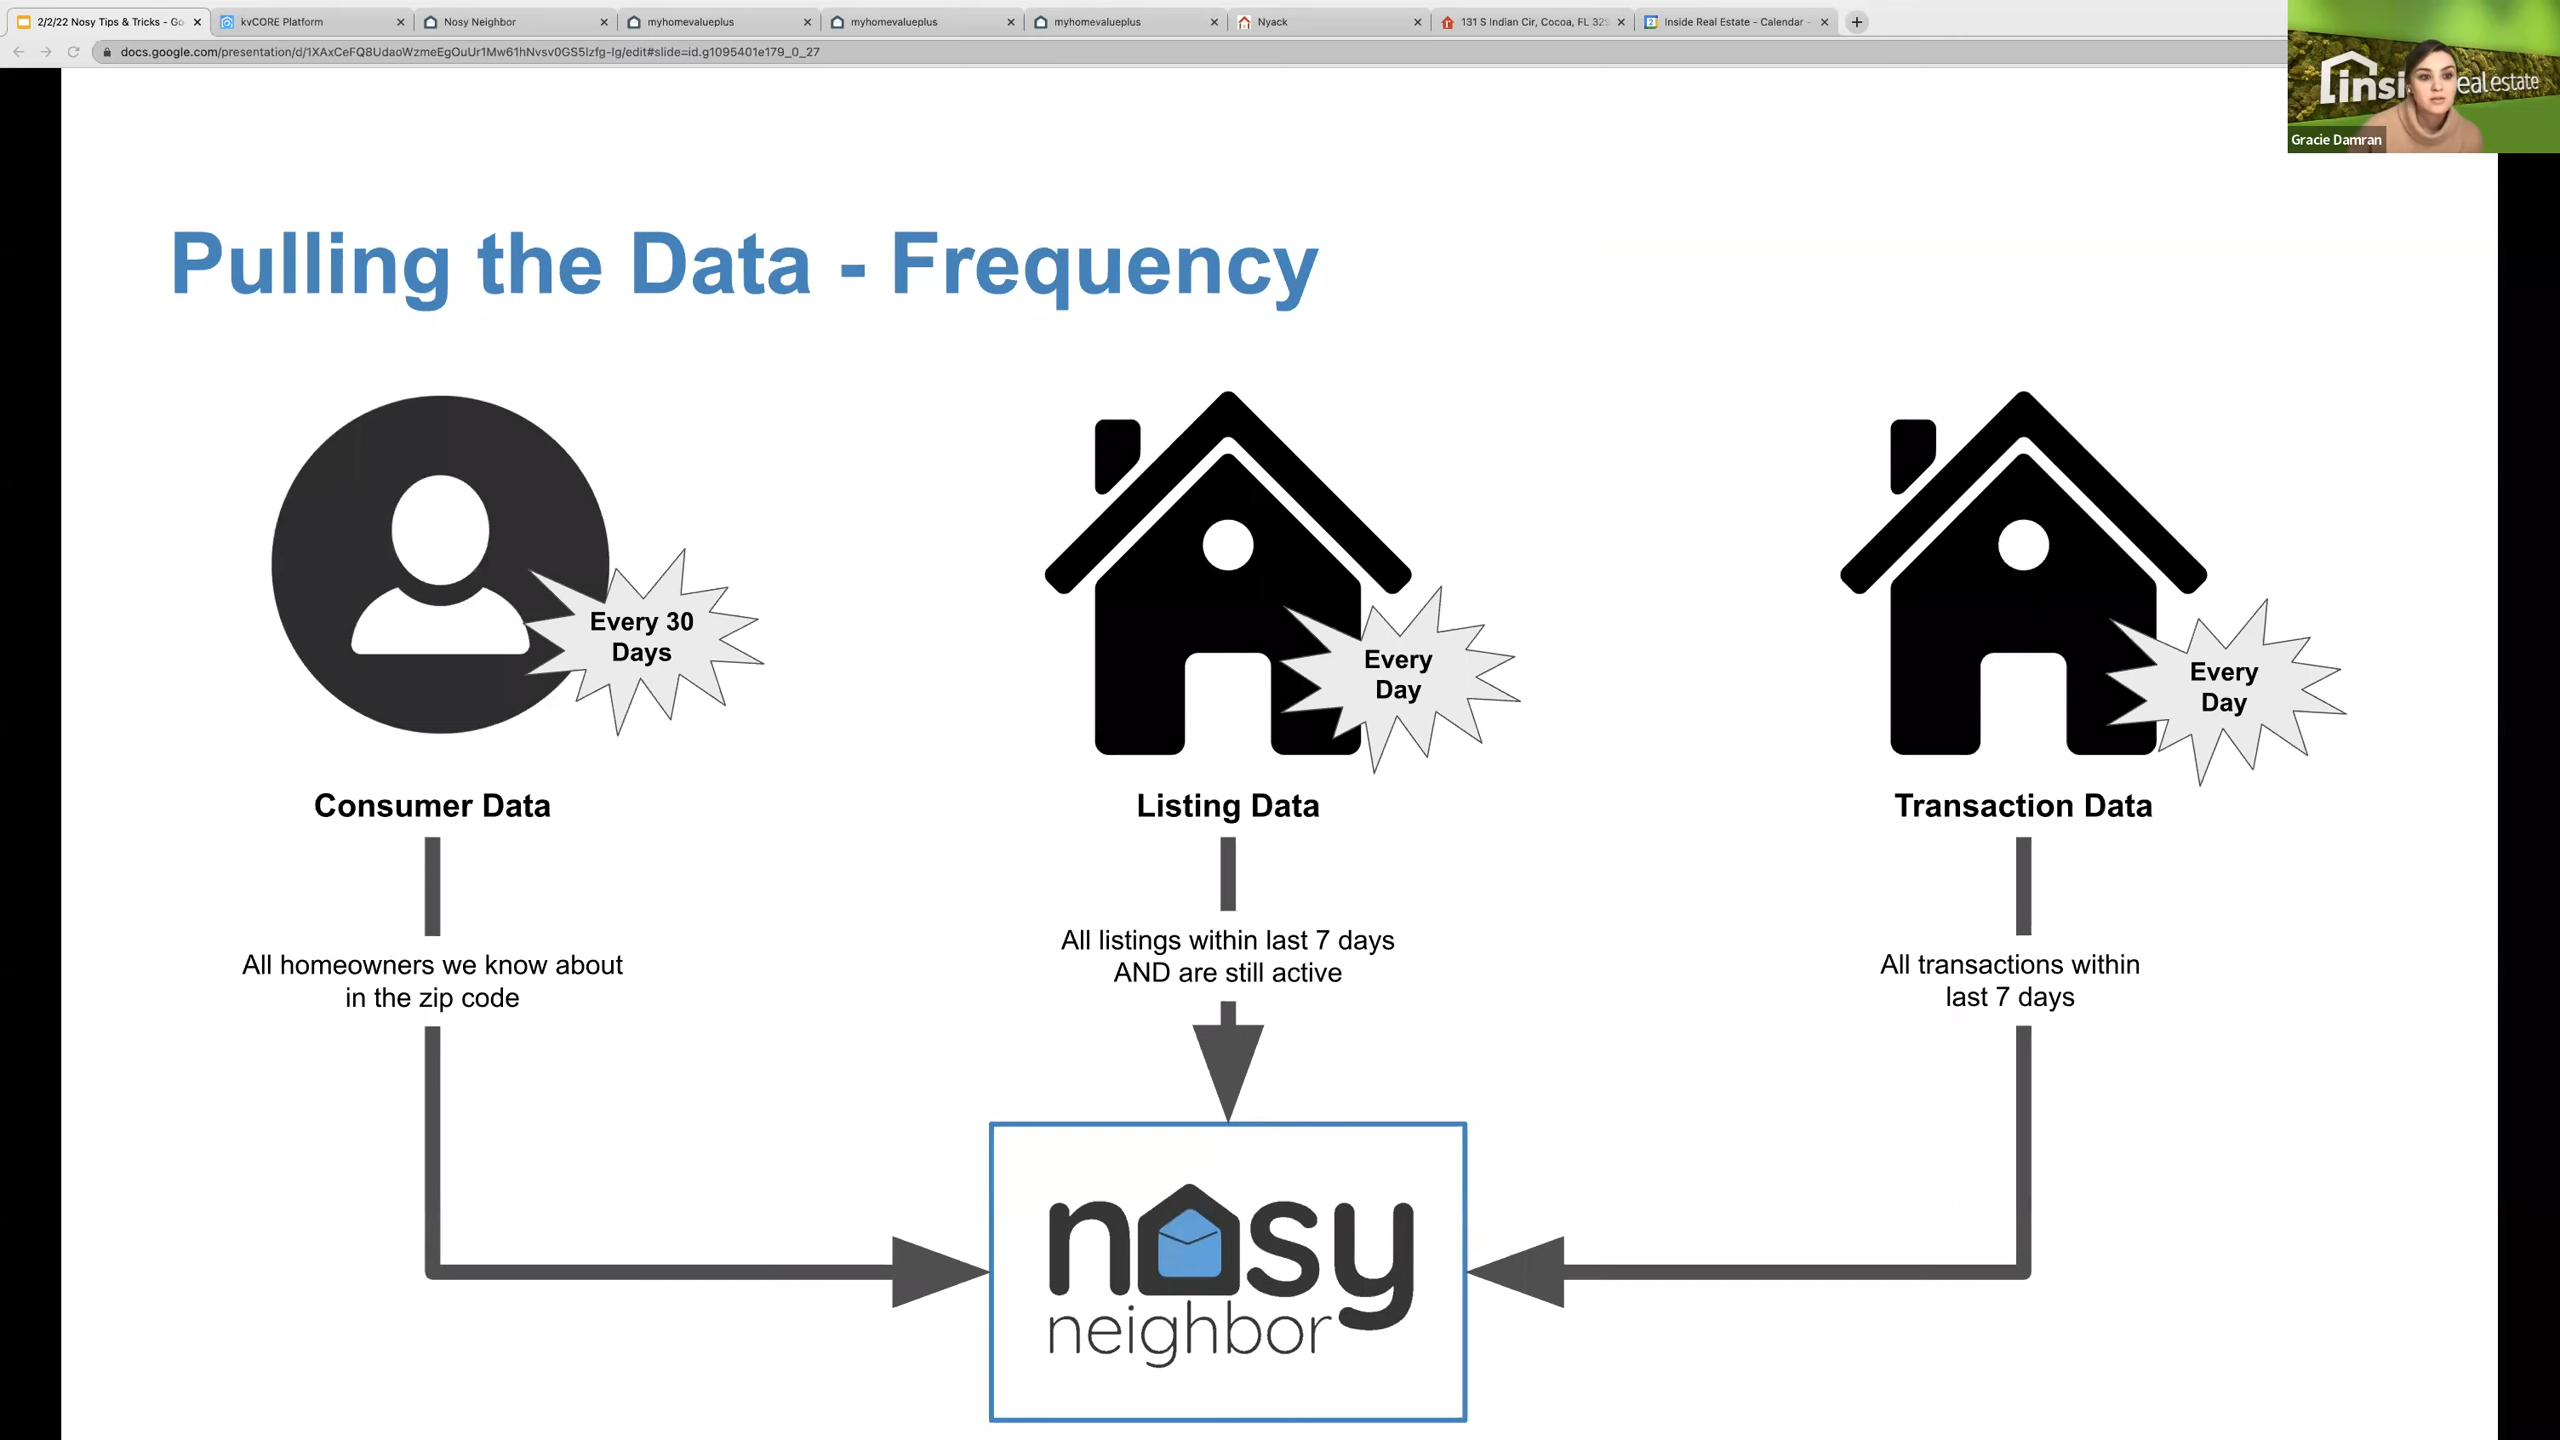 2/2/22 Nosy Tips & Tricks - Go
kvCORE Platform
Nosy Neighbor
myhomevalueplus
myhomevalueplus
myhomevalueplus
Nyack
131 S Indian Cir, Cocoa, FL 329
Inside Real Estate - Calendar -
docs.google.com/presentation/d/1XAxCeFQ8UdaoWzmeEgOuUr1Mw61hNvsv0GS5Izfg-Ig/edit#slide=id.g1095401e179_0_27
insi eal estate
Gracie Damran
Pulling the Data - Frequency
Every 30
Days
Every
Day
Every
Day
Consumer Data
Listing Data
Transaction Data
All homeowners we know about
in the zip code
All listings within last 7 days
AND are still active
All transactions within
last 7 days
nosy
neighbor